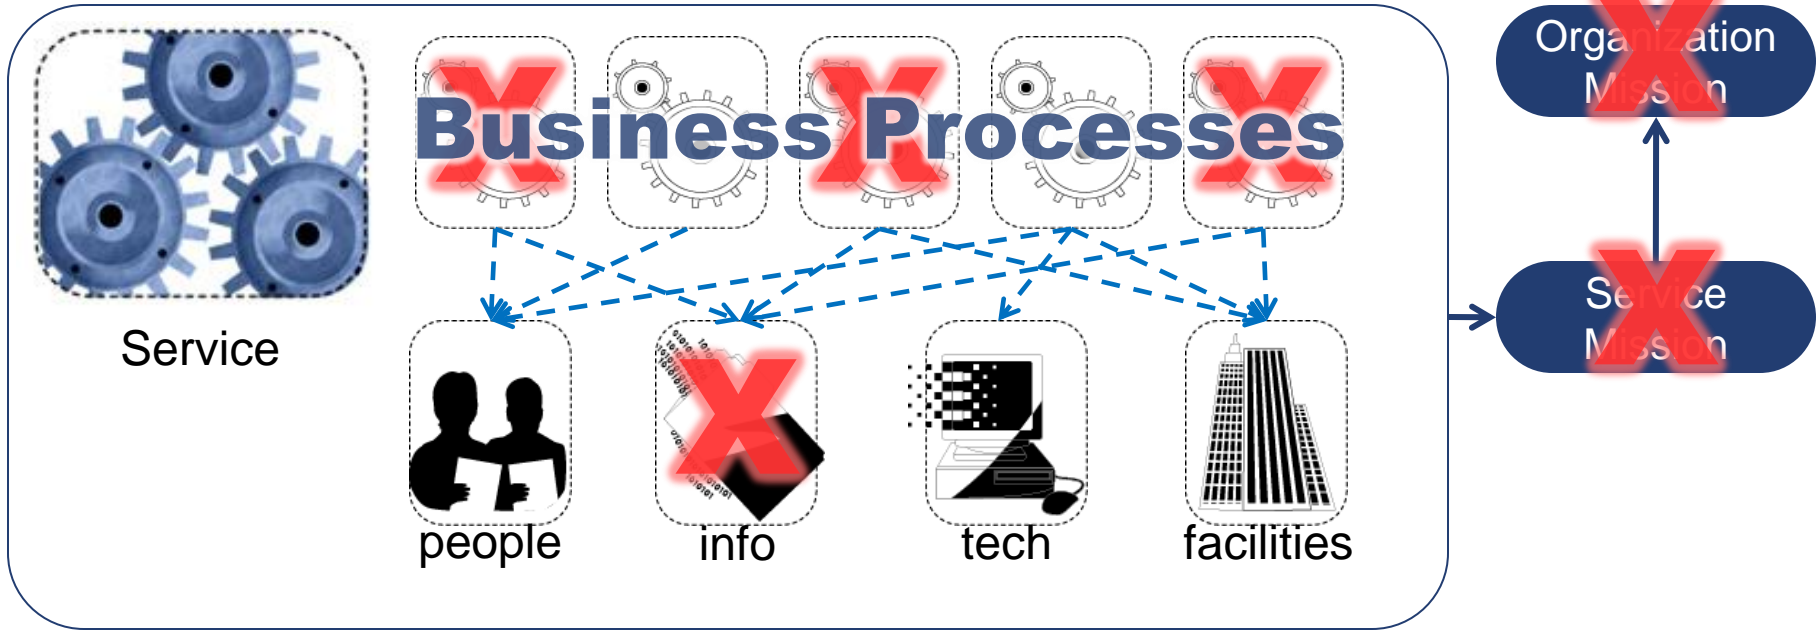 Business Processes
Service
people
info
tech
facilities
Organization
Mission
Service
Mission